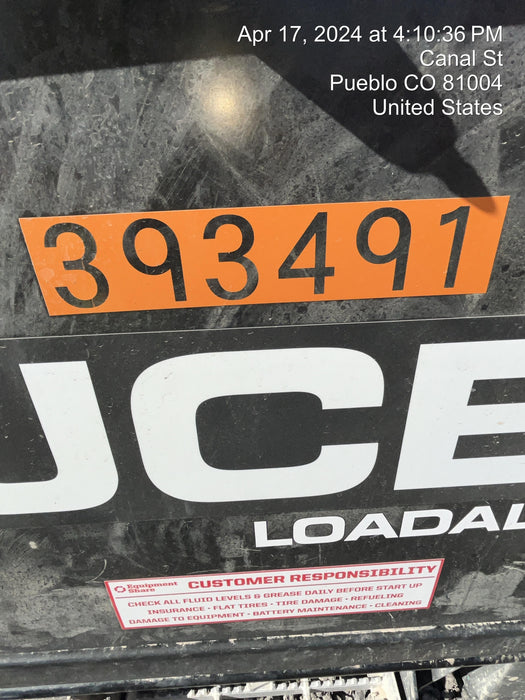 Apr 17, 2024 at 4:10:36 PM
Canal St
Pueblo CO 81004
United States
393491
JCB
LOADAL
Equipment
Share
CUSTOMER RESPONSIBILITY
CHECK ALL FLUID LEVELS & GREASE DAILY BEFORE START UP
INSURANCE · FLAT TIRES · TIRE DAMAGE · REFUELING
DAMAGE TO EQUIPMENT · BATTERY MAINTENANCE · CLEANING